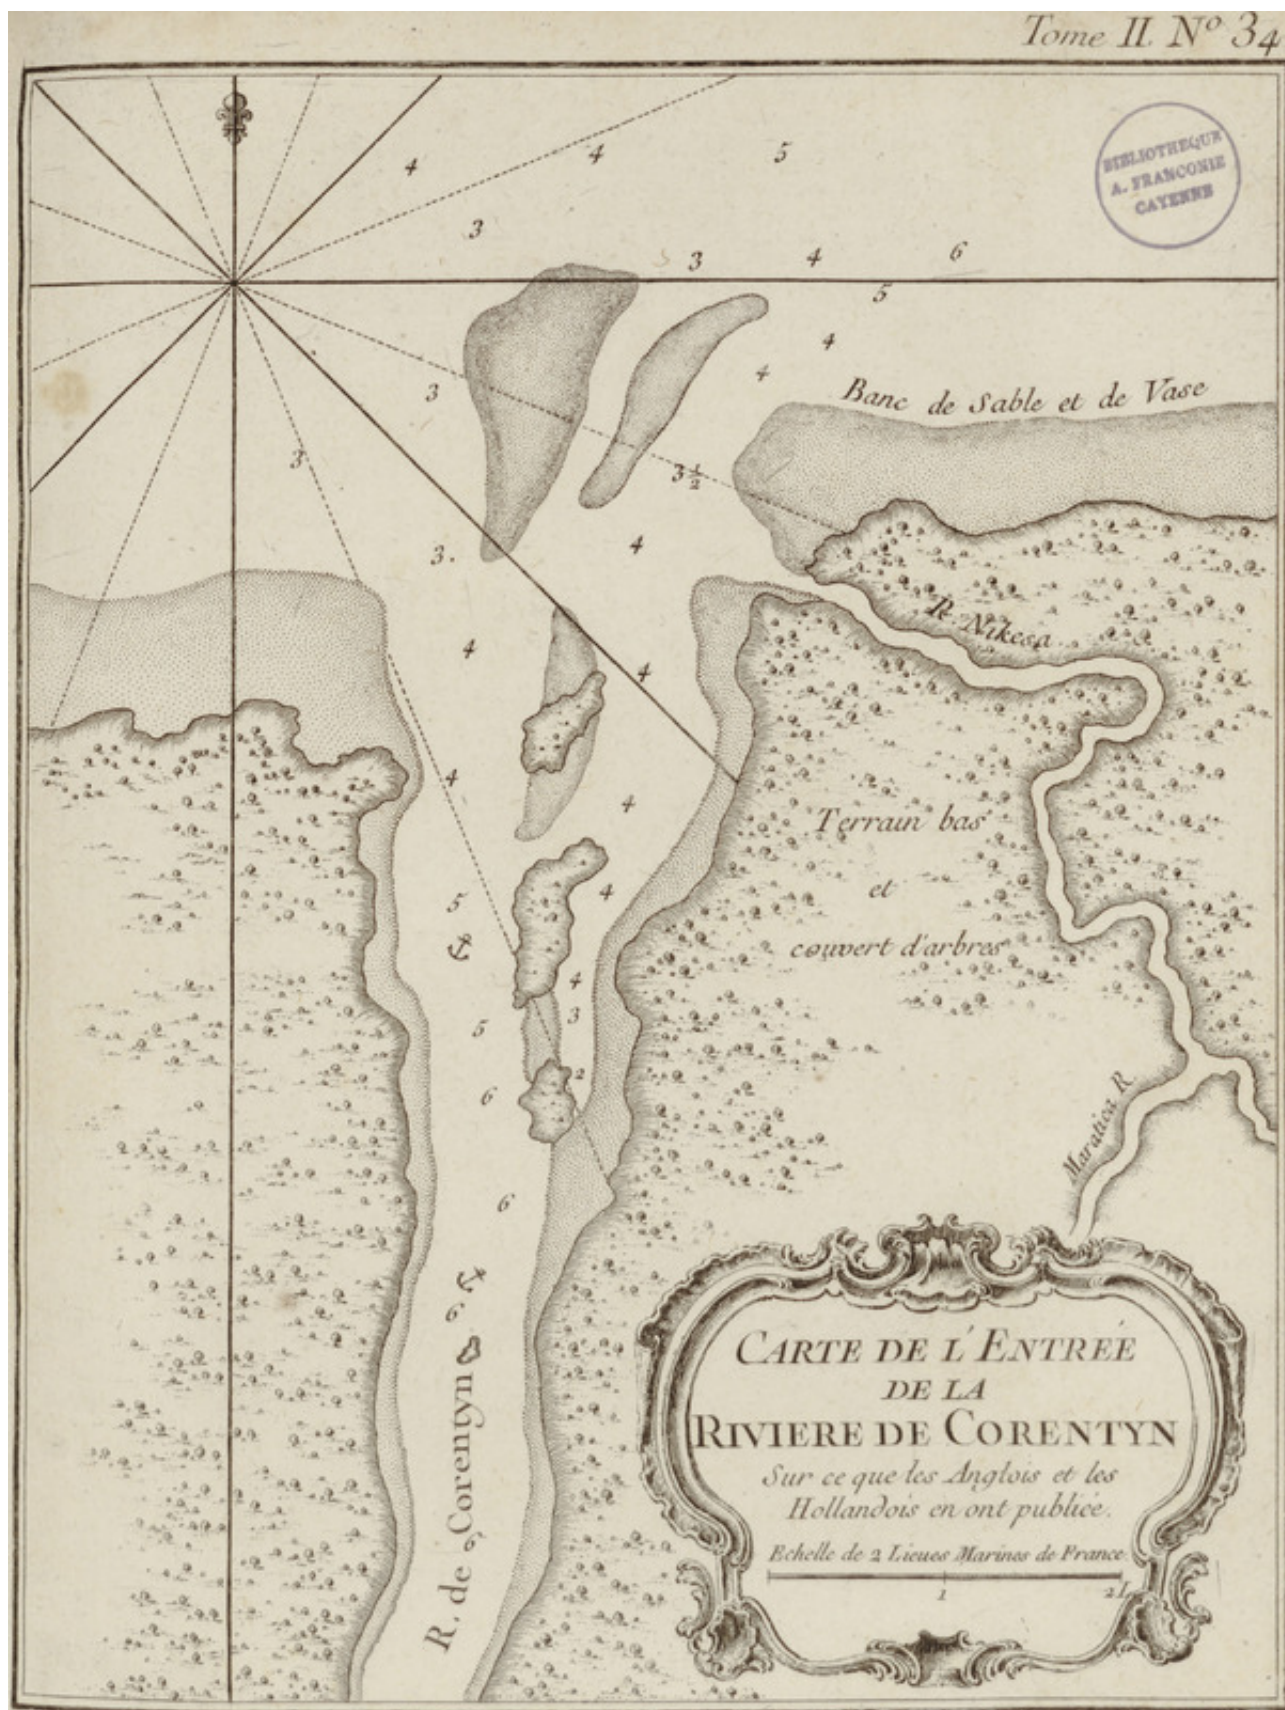 Tome II. Nº 34
BIBLIOTHEQUE
A. FRANCONIE
CAYENNE
4
4
5
3
3
4
6
5
4
4
3
Banc de Sable et de Vase
3
3 1/2
3.
4
R. Nikesa
4
4
4
4
Terrain bas
et
couvert d'arbres
5
4
4
5
3
2
6
Maratica R.
6
6.
R. de Corentyn
6
CARTE DE L'ENTRÉE
DE LA
RIVIERE DE CORENTYN
Sur ce que les Anglois et les
Hollandois en ont publiée.
Echelle de 2 Lieues Marines de France.
1
2L